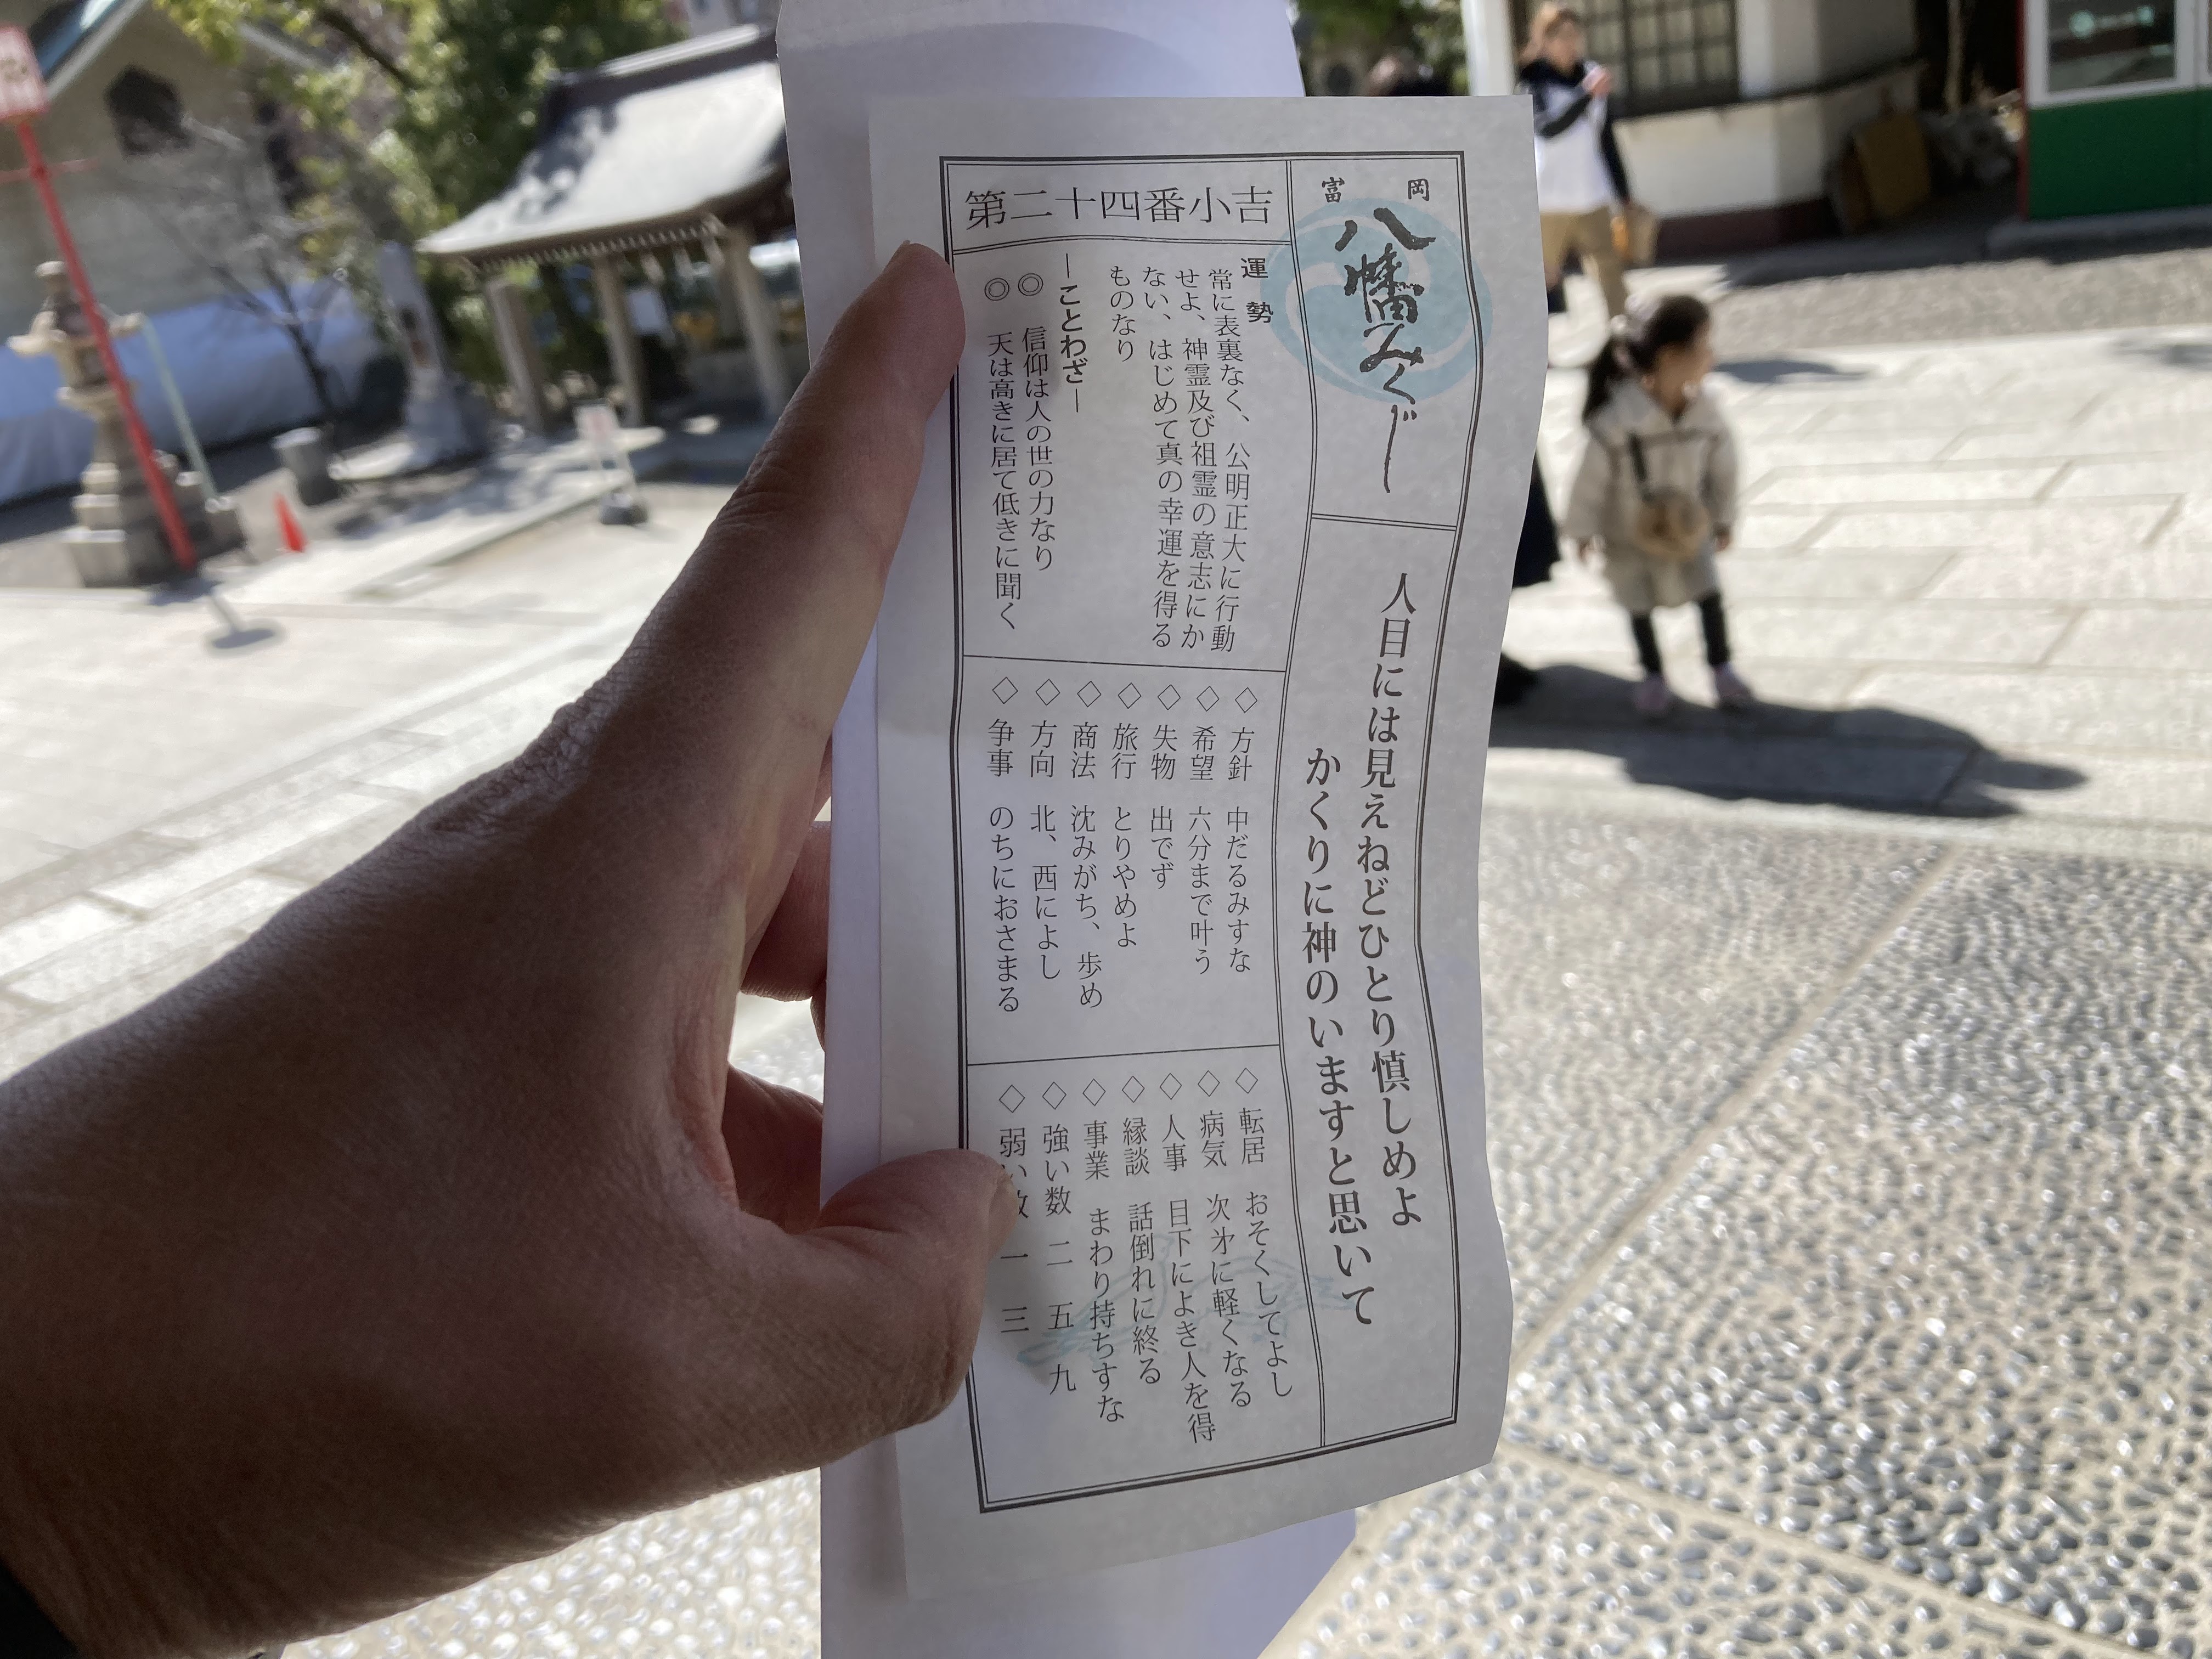 富岡
八幡みくじ
人目には見えねどひとり慎しめよ
かくりに神のいますと思いて
第二十四番小吉
運勢
常に表裏なく、公明正大に行動
せよ、神霊及び祖霊の意志にか
ない、はじめて真の幸運を得る
ものなり
―ことわざ―
◎ 信仰は人の世の力なり
◎ 天は高きに居て低きに聞く
◇ 方針 中だるみすな
◇ 希望 六分まで叶う
◇ 失物 出でず
◇ 旅行 とりやめよ
◇ 商法 沈みがち、歩め
◇ 方向 北、西によし
◇ 争事 のちにおさまる
◇ 転居 おそくしてよし
◇ 病気 次才に軽くなる
◇ 人事 目下によき人を得
◇ 縁談 話倒れに終る
◇ 事業 まわり持ちすな
◇ 強い数 二 五 九
◇ 弱い数 一 三